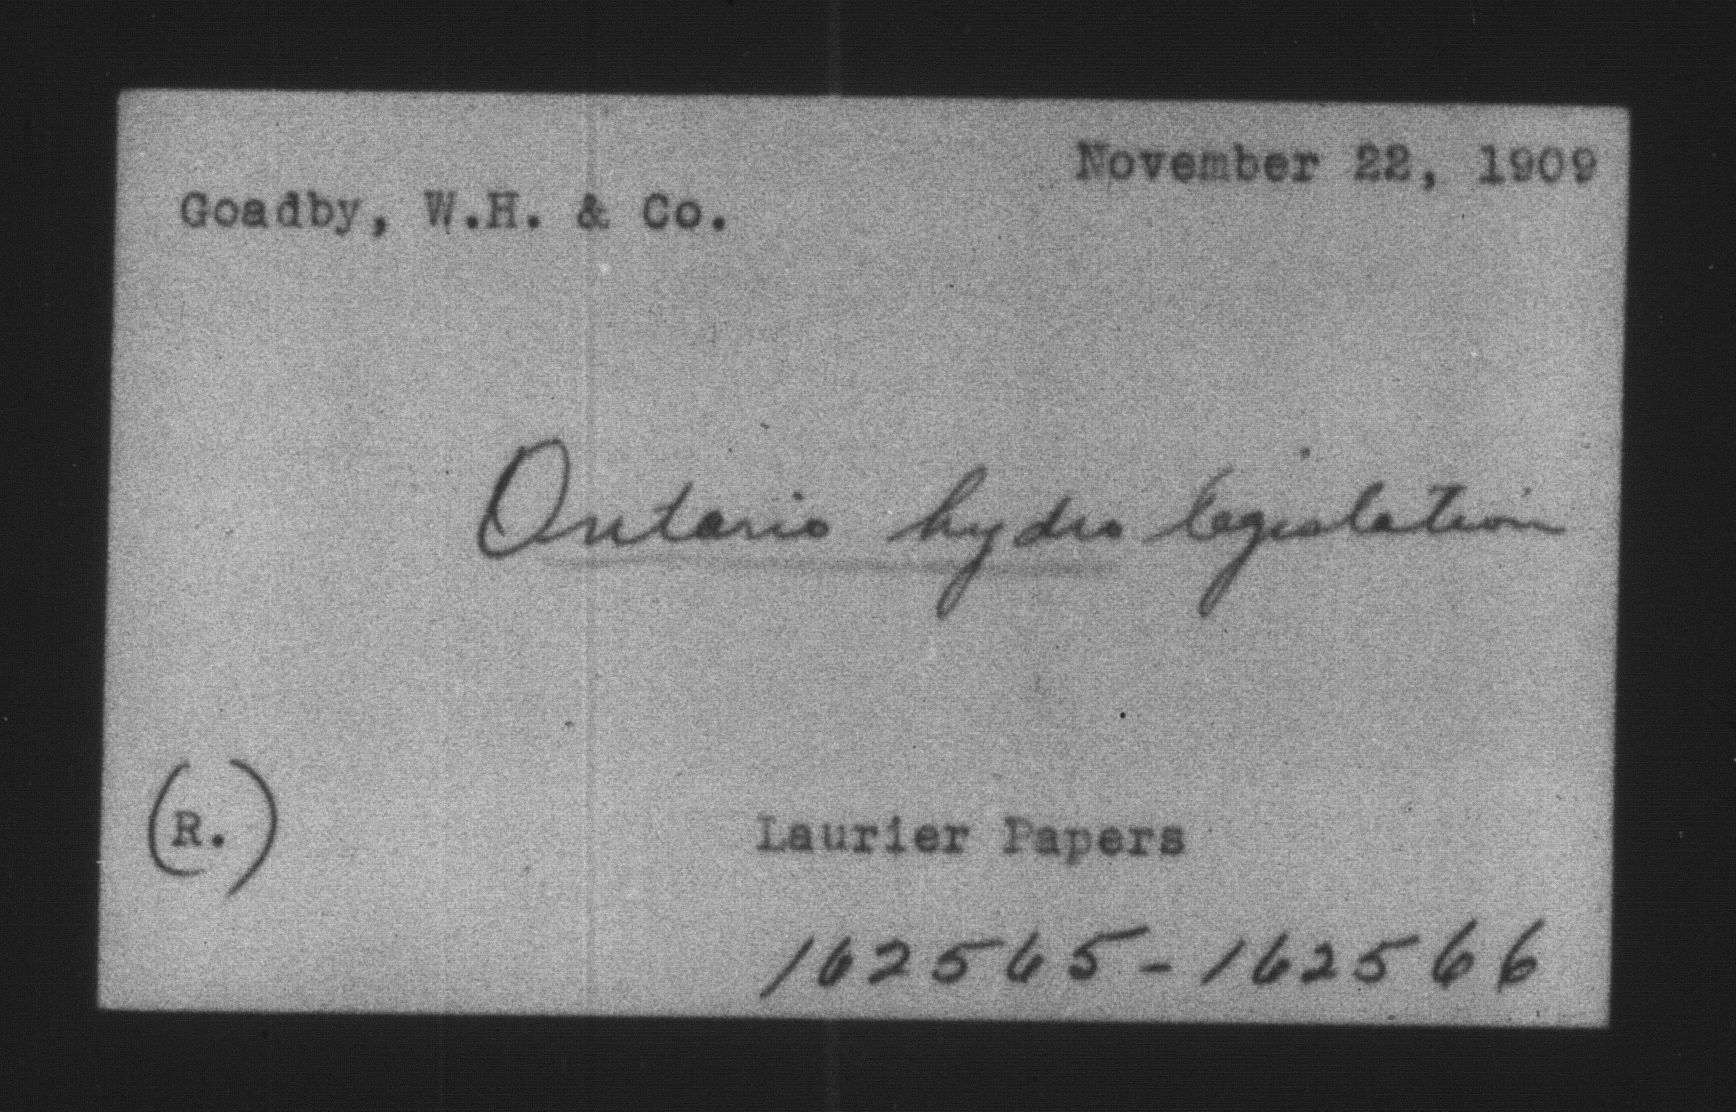 November 22, 1909
Goadby, W.H. & Co.
Ontario hydro legislation
(R.)
Laurier Papers
162565-162566